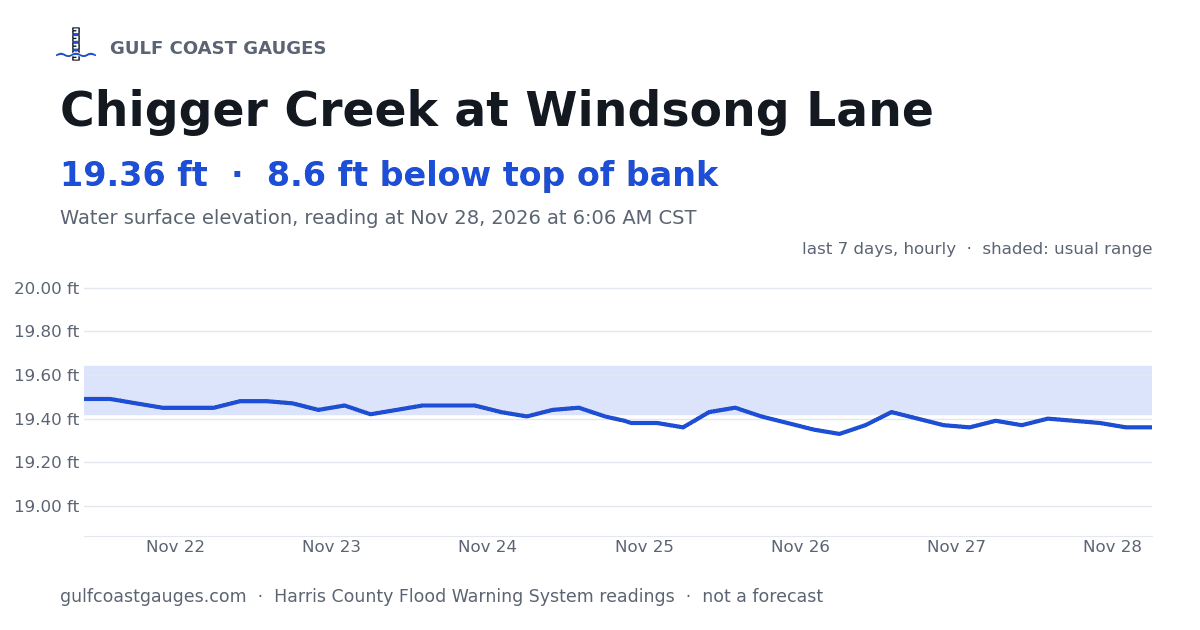 GULF COAST GAUGES
Chigger Creek at Windsong Lane
19.36 ft · 8.6 ft below top of bank
Water surface elevation, reading at Nov 28, 2026 at 6:06 AM CST
last 7 days, hourly · shaded: usual range
20.00 ft
19.80 ft
19.60 ft
19.40 ft
19.20 ft
19.00 ft
Nov 22 Nov 23 Nov 24 Nov 25 Nov 26 Nov 27 Nov 28
gulfcoastgauges.com · Harris County Flood Warning System readings · not a forecast